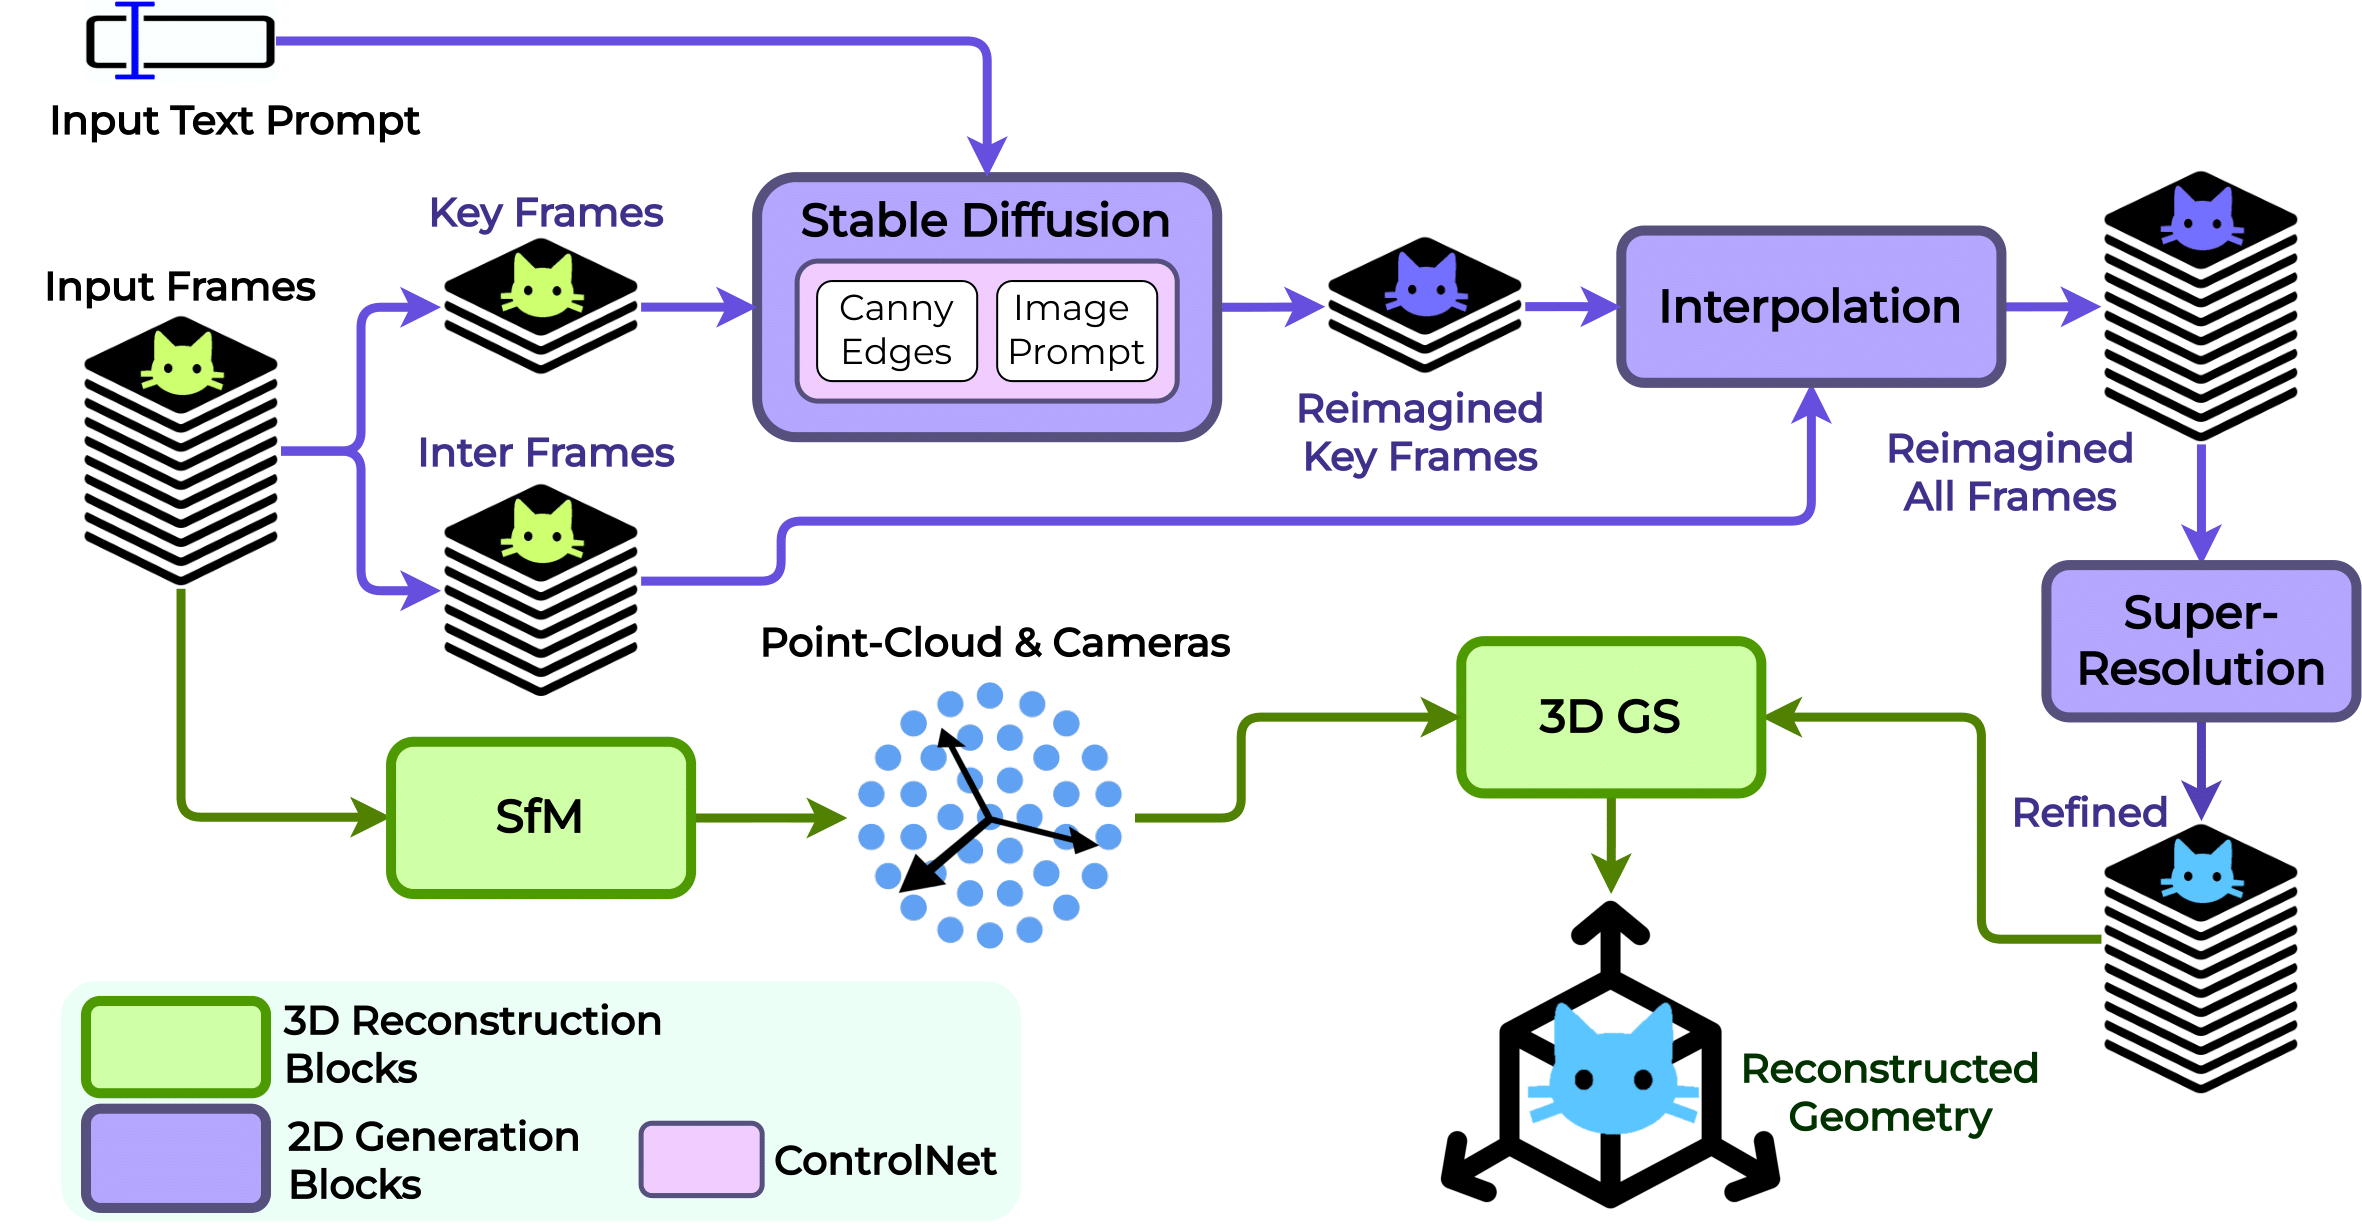 Input Text Prompt
Key Frames
Input Frames
Stable Diffusion
Canny
Edges
Image
Prompt
Interpolation
Reimagined
Key Frames
Inter Frames
Reimagined
All Frames
Super-
Resolution
Point-Cloud & Cameras
3D GS
SfM
Refined
Reconstructed
Geometry
3D Reconstruction
Blocks
2D Generation
Blocks
ControlNet